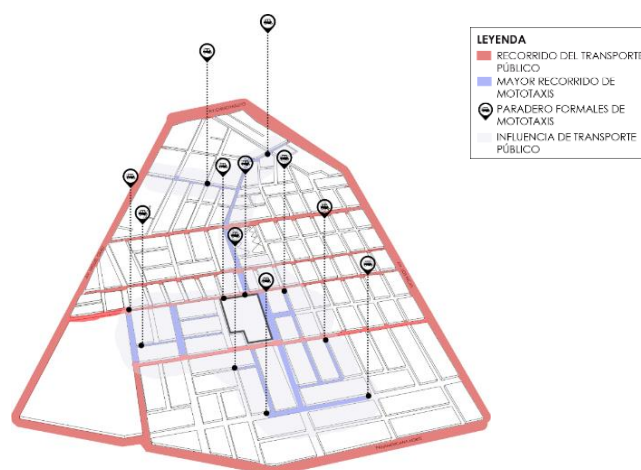 LEYENDA
RECORRIDO DEL TRANSPORTE
PÚBLICO
MAYOR RECORRIDO DE
MOTOTAXIS
PARADERO FORMALES DE
MOTOTAXIS
INFLUENCIA DE TRANSPORTE
PÚBLICO